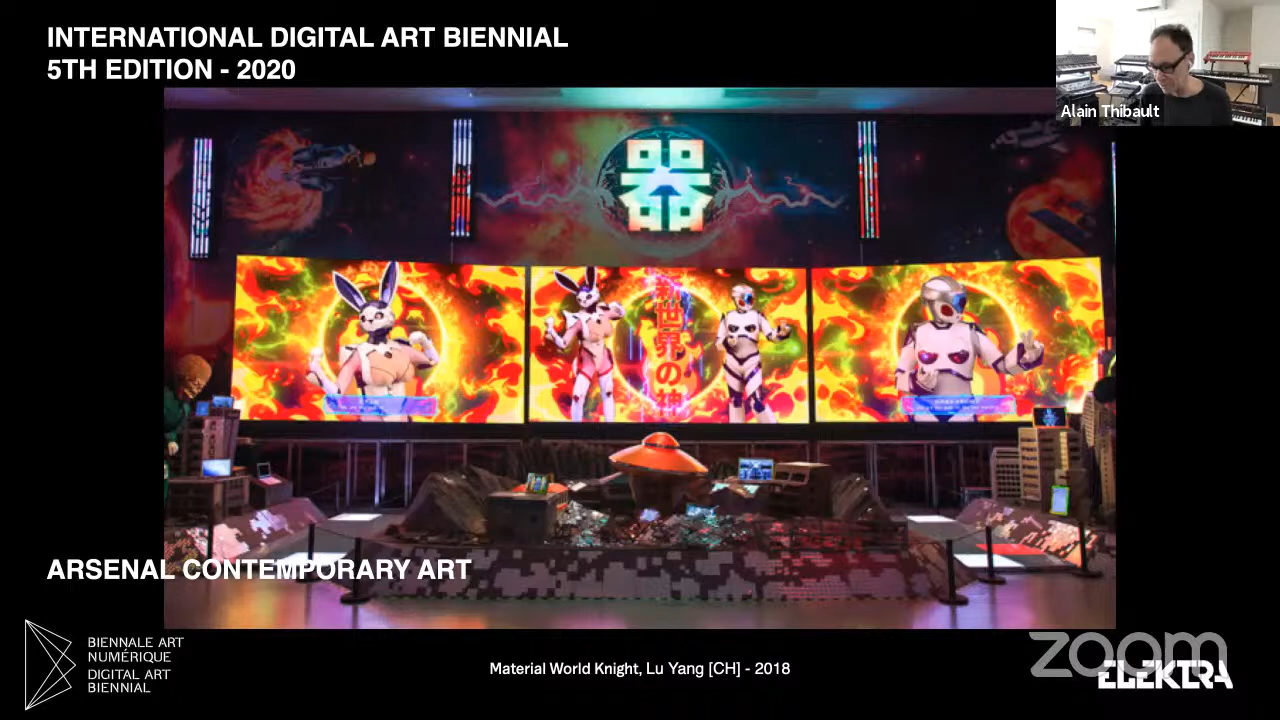 INTERNATIONAL DIGITAL ART BIENNIAL
5TH EDITION - 2020
Alain Thibault
新世界の神
ARSENAL CONTEMPORARY ART
BIENNALE ART
NUMÉRIQUE
DIGITAL ART
BIENNIAL
Material World Knight, Lu Yang [CH] - 2018
zoom
ELEKTRA